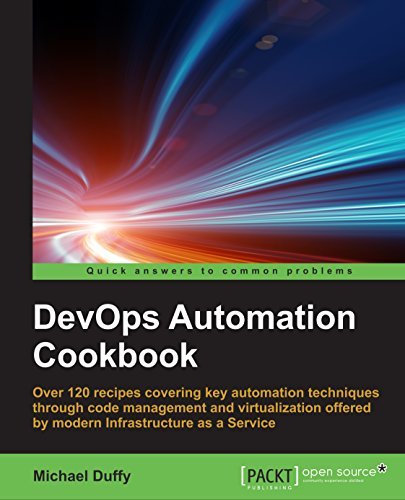 Quick answers to common problems
DevOps Automation
Cookbook
Over 120 recipes covering key automation techniques
through code management and virtualization offered
by modern Infrastructure as a Service
Michael Duffy
[PACKT] open source*
PUBLISHING community experience distilled